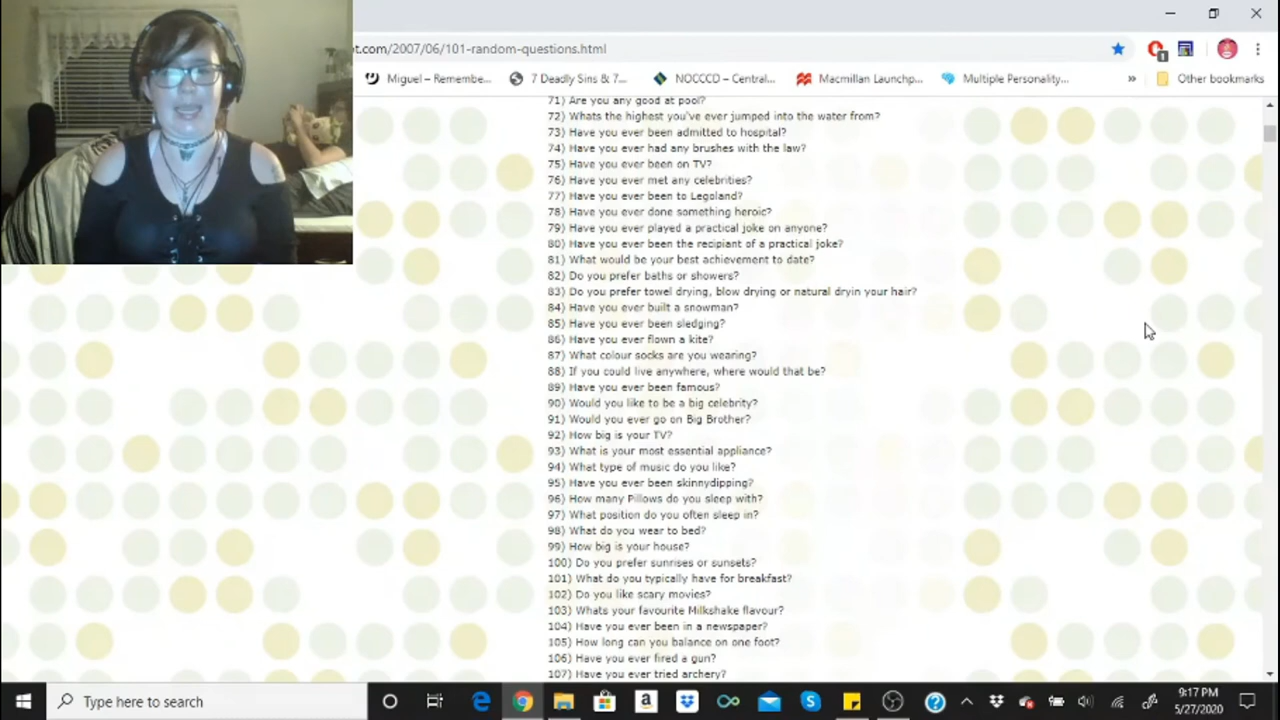 t.com/2007/06/101-random-questions.html
1
Miguel – Remembe...
7 Deadly Sins & 7...
NOCCCD – Central...
Macmillan Launchp...
Multiple Personality...
»
Other bookmarks
71) Are you any good at pool?
72) Whats the highest you've ever jumped into the water from?
73) Have you ever been admitted to hospital?
74) Have you ever had any brushes with the law?
75) Have you ever been on TV?
76) Have you ever met any celebrities?
77) Have you ever been to Legoland?
78) Have you ever done something heroic?
79) Have you ever played a practical joke on anyone?
80) Have you ever been the recipiant of a practical joke?
81) What would be your best achievement to date?
82) Do you prefer baths or showers?
83) Do you prefer towel drying, blow drying or natural dryin your hair?
84) Have you ever built a snowman?
85) Have you ever been sledging?
86) Have you ever flown a kite?
87) What colour socks are you wearing?
88) If you could live anywhere, where would that be?
89) Have you ever been famous?
90) Would you like to be a big celebrity?
91) Would you ever go on Big Brother?
92) How big is your TV?
93) What is your most essential appliance?
94) What type of music do you like?
95) Have you ever been skinnydipping?
96) How many Pillows do you sleep with?
97) What position do you often sleep in?
98) What do you wear to bed?
99) How big is your house?
100) Do you prefer sunrises or sunsets?
101) What do you typically have for breakfast?
102) Do you like scary movies?
103) Whats your favourite Milkshake flavour?
104) Have you ever been in a newspaper?
105) How long can you balance on one foot?
106) Have you ever fired a gun?
107) Have you ever tried archery?
Type here to search
9:17 PM
5/27/2020